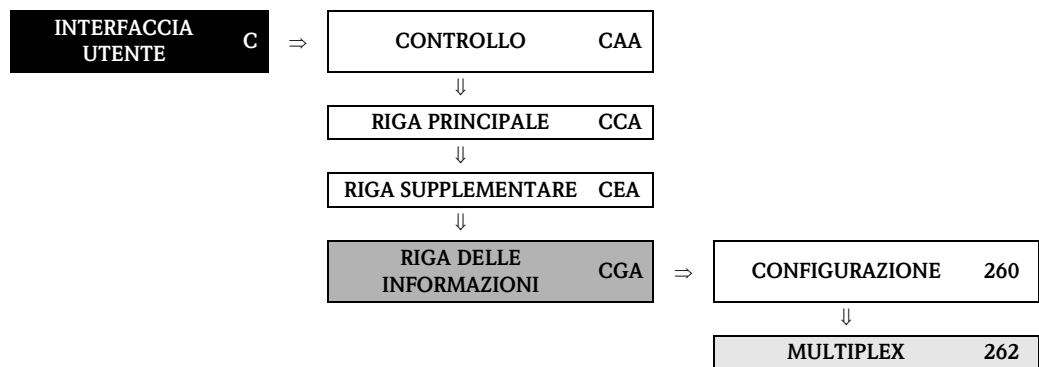 INTERFACCIA
UTENTE C ⇒ CONTROLLO CAA
⇓
RIGA PRINCIPALE CCA
⇓
RIGA SUPPLEMENTARE CEA
⇓
RIGA DELLE
INFORMAZIONI CGA ⇒ CONFIGURAZIONE 260
⇓
MULTIPLEX 262